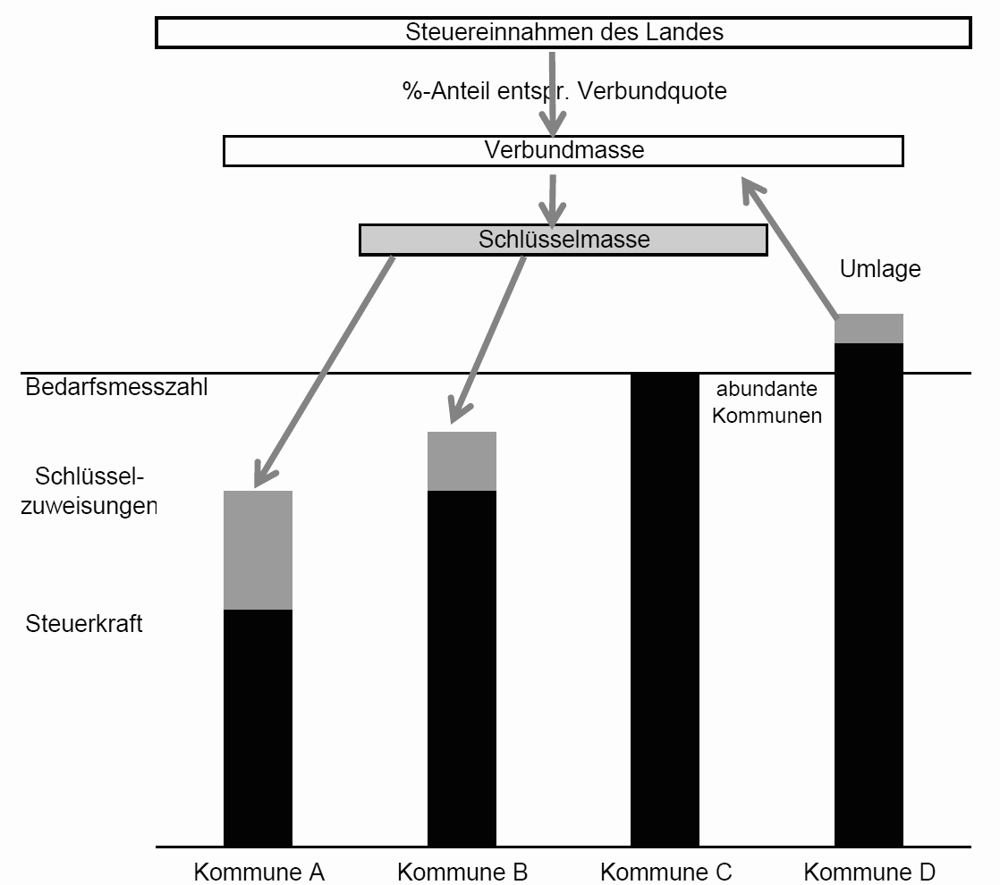 Steuereinnahmen des Landes
%-Anteil entspr. Verbundquote
Verbundmasse
Schlüsselmasse
Umlage
Bedarfsmesszahl
abundante
Kommunen
Schlüssel-
zuweisungen
Steuerkraft
Kommune A
Kommune B
Kommune C
Kommune D